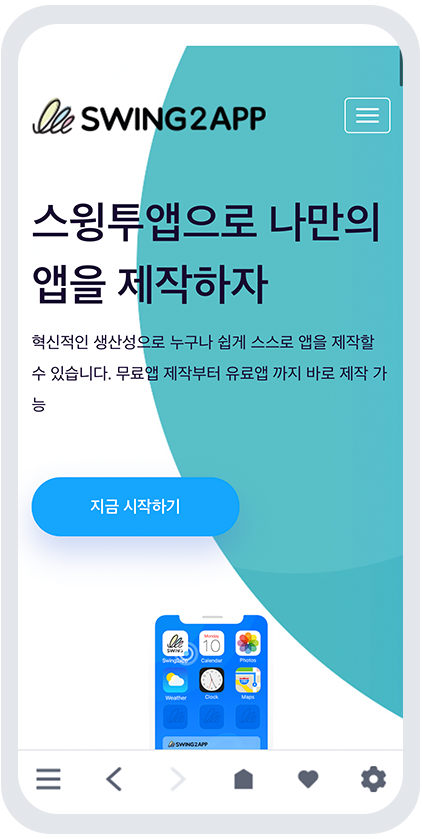 SWING2APP
스윙투앱으로 나만의
앱을 제작하자
혁신적인 생산성으로 누구나 쉽게 스스로 앱을 제작할
수 있습니다. 무료앱 제작부터 유료앱 까지 바로 제작 가
능
지금 시작하기
SWING2
Monday
10
Swing2app
Calendar
Photos
Weather
Clock
Maps
SWING2APP